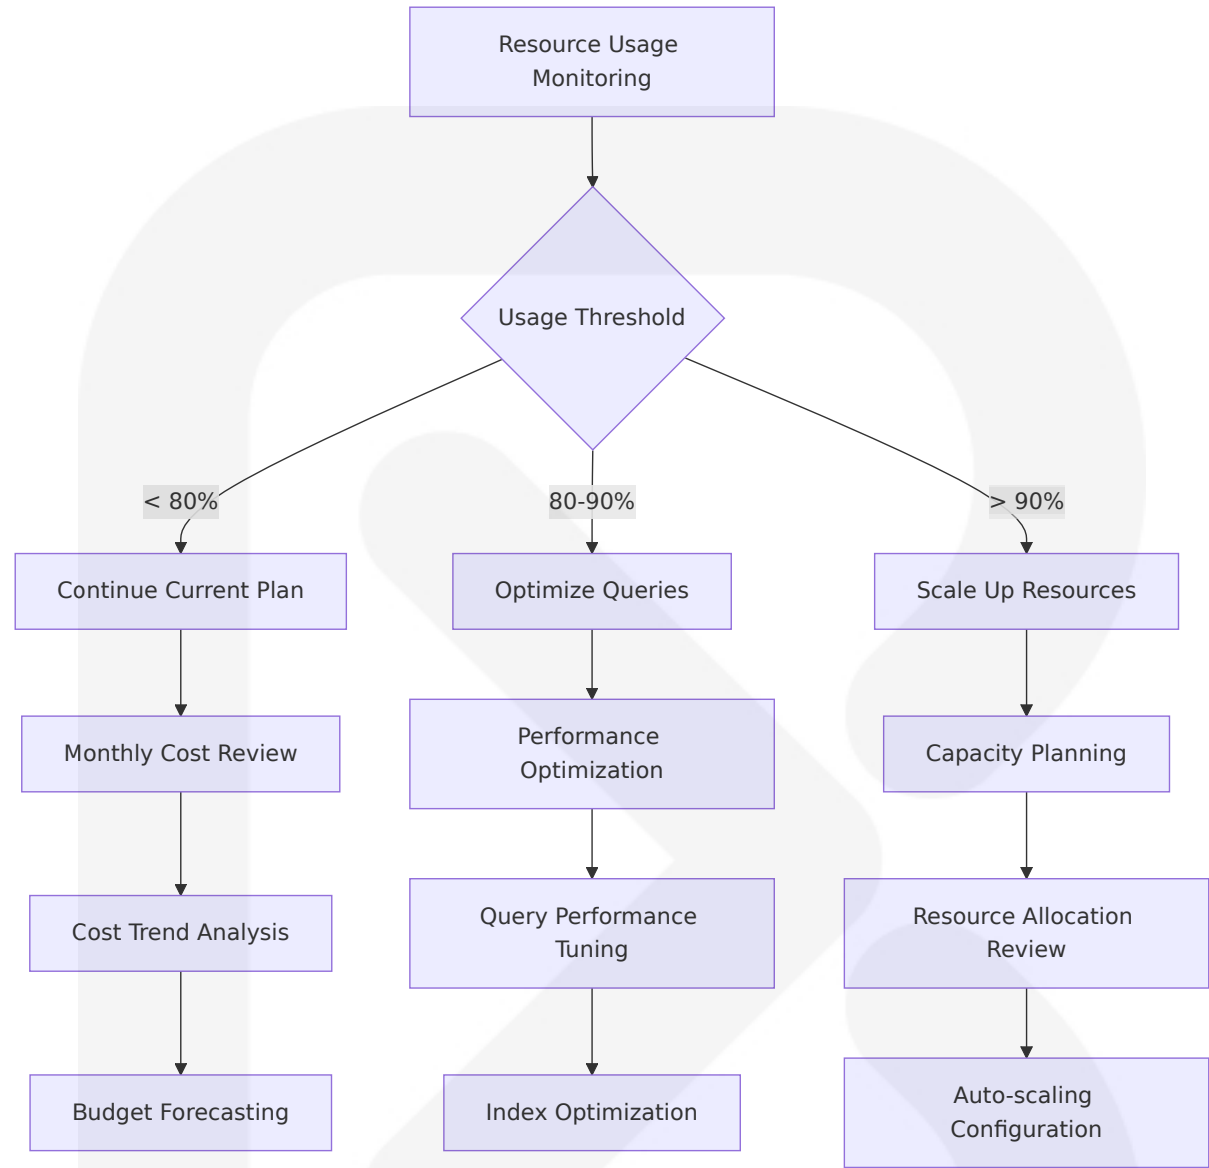 Resource Usage
Monitoring
Usage Threshold
< 80%
80-90%
> 90%
Continue Current Plan
Optimize Queries
Scale Up Resources
Monthly Cost Review
Performance
Optimization
Capacity Planning
Cost Trend Analysis
Query Performance
Tuning
Resource Allocation
Review
Budget Forecasting
Index Optimization
Auto-scaling
Configuration